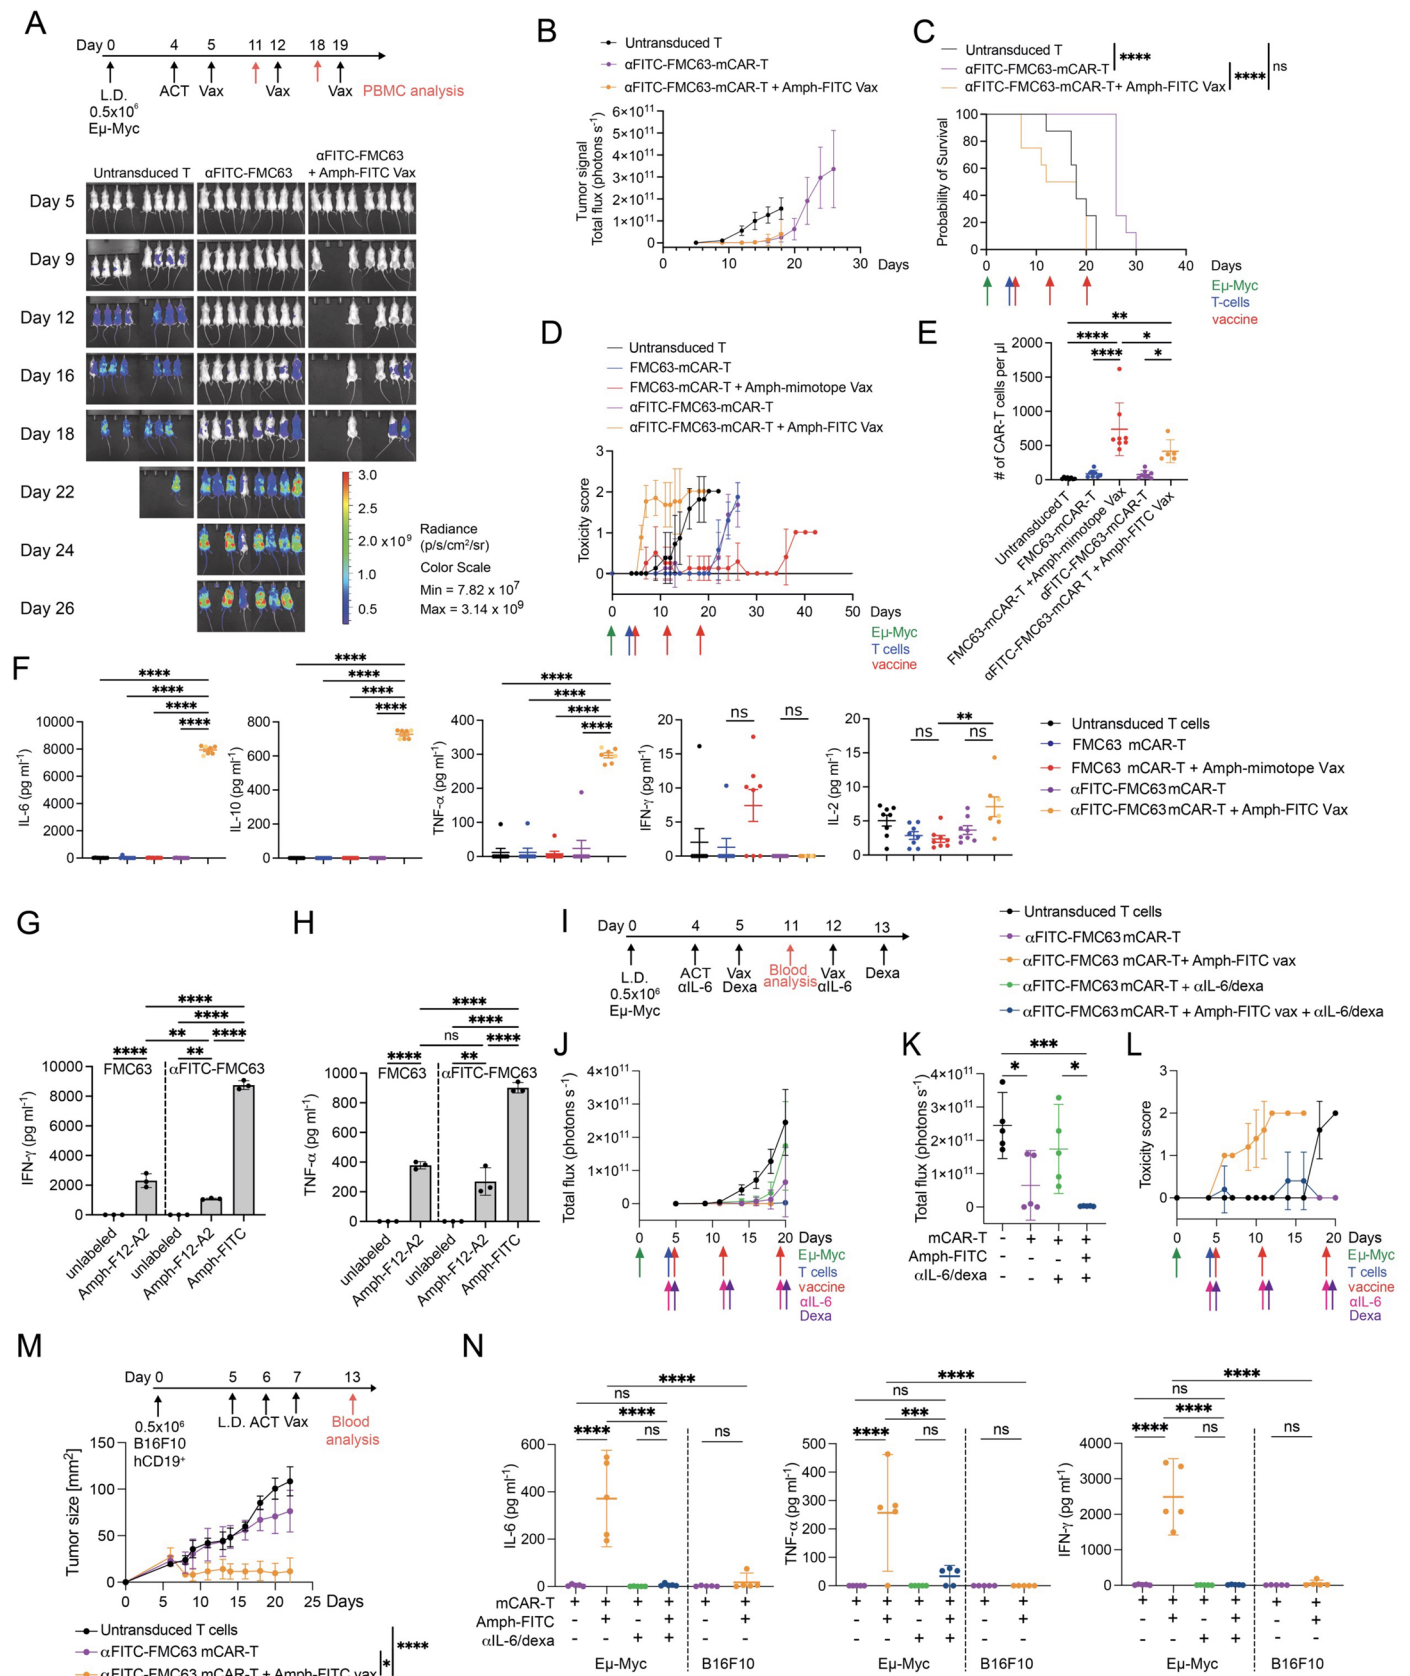 A
Day 0 4 5 11 12 18 19
L.D. ACT Vax Vax Vax PBMC analysis
0.5x10⁶
Eμ-Myc
Untransduced T αFITC-FMC63 αFITC-FMC63
+ Amph-FITC Vax
Day 5
Day 9
Day 12
Day 16
Day 18
Day 22
Day 24
Day 26
3.0
2.5
2.0 x10⁹
1.0
0.5
Radiance
(p/s/cm²/sr)
Color Scale
Min = 7.82 x 10⁷
Max = 3.14 x 10⁹
B
Untransduced T
αFITC-FMC63-mCAR-T
αFITC-FMC63-mCAR-T + Amph-FITC Vax
Tumor signal
Total flux (photons s⁻¹)
6×10¹¹
5×10¹¹
4×10¹¹
3×10¹¹
2×10¹¹
1×10¹¹
0
0 10 20 30 Days
C
Untransduced T
αFITC-FMC63-mCAR-T
αFITC-FMC63-mCAR-T+ Amph-FITC Vax
**** **** ns
Probability of Survival
100
80
60
40
20
0
0 10 20 30 40 Days
Eμ-Myc
T-cells
vaccine
D
Untransduced T
FMC63-mCAR-T
FMC63-mCAR-T + Amph-mimotope Vax
αFITC-FMC63-mCAR-T
αFITC-FMC63-mCAR-T + Amph-FITC Vax
Toxicity score
3
2
1
0
0 10 20 30 40 50 Days
Eμ-Myc
T cells
vaccine
E
**
**** *
**** *
# of CAR-T cells per μl
2000
1500
1000
500
0
Untransduced T
FMC63-mCAR-T
FMC63-mCAR-T +Amph-mimotope Vax
αFITC-FMC63-mCAR-T
αFITC-FMC63-mCAR-T + Amph-FITC Vax
F
****
****
****
****
IL-6 (pg ml⁻¹)
10000
8000
6000
4000
2000
0
****
****
****
****
IL-10 (pg ml⁻¹)
800
600
400
200
0
****
****
****
****
TNF-α (pg ml⁻¹)
400
300
200
100
0
ns ns
IFN-γ (pg ml⁻¹)
20
15
10
5
0
**
ns ns
IL-2 (pg ml⁻¹)
20
15
10
5
0
Untransduced T cells
FMC63 mCAR-T
FMC63 mCAR-T + Amph-mimotope Vax
αFITC-FMC63 mCAR-T
αFITC-FMC63 mCAR-T + Amph-FITC Vax
G
****
****
** ****
**** **
FMC63 αFITC-FMC63
IFN-γ (pg ml⁻¹)
10000
8000
6000
4000
2000
0
unlabeled
Amph-F12-A2
unlabeled
Amph-F12-A2
Amph-FITC
H
****
****
ns ****
**** **
FMC63 αFITC-FMC63
TNF-α (pg ml⁻¹)
1000
800
600
400
200
0
unlabeled
Amph-F12-A2
unlabeled
Amph-F12-A2
Amph-FITC
I
Day 0 4 5 11 12 13
L.D. ACT Vax Blood Vax Dexa
0.5x10⁶ αIL-6 Dexa analysis αIL-6
Eμ-Myc
Untransduced T cells
αFITC-FMC63 mCAR-T
αFITC-FMC63 mCAR-T+ Amph-FITC vax
αFITC-FMC63 mCAR-T + αIL-6/dexa
αFITC-FMC63 mCAR-T + Amph-FITC vax + αIL-6/dexa
J
Total flux (photons s⁻¹)
4×10¹¹
3×10¹¹
2×10¹¹
1×10¹¹
0
0 5 10 15 20 Days
Eμ-Myc
T cells
vaccine
αIL-6
Dexa
K
***
* *
Total flux (photons s⁻¹)
4×10¹¹
3×10¹¹
2×10¹¹
1×10¹¹
0
mCAR-T - + + +
Amph-FITC - - - +
αIL-6/dexa - - + +
L
Toxicity score
3
2
1
0
0 5 10 15 20 Days
Eμ-Myc
T cells
vaccine
αIL-6
Dexa
M
Day 0 5 6 7 13
0.5x10⁶ L.D. ACT Vax Blood
B16F10 analysis
hCD19⁺
Tumor size [mm²]
150
100
50
0
0 5 10 15 20 25 Days
Untransduced T cells
αFITC-FMC63 mCAR-T
αFITC-FMC63 mCAR-T + Amph-FITC vax
* ****
N
****
ns
****
**** ns ns
IL-6 (pg ml⁻¹)
600
400
200
0
mCAR-T + + + + + +
Amph-FITC - + - + - +
αIL-6/dexa - - + + - -
Eμ-Myc B16F10
****
ns
***
**** ns ns
TNF-α (pg ml⁻¹)
500
400
300
200
100
0
+ + + + + +
- + - + - +
- - + + - -
Eμ-Myc B16F10
****
ns
****
**** ns ns
IFN-γ (pg ml⁻¹)
4000
3000
2000
1000
0
+ + + + + +
- + - + - +
- - + + - -
Eμ-Myc B16F10